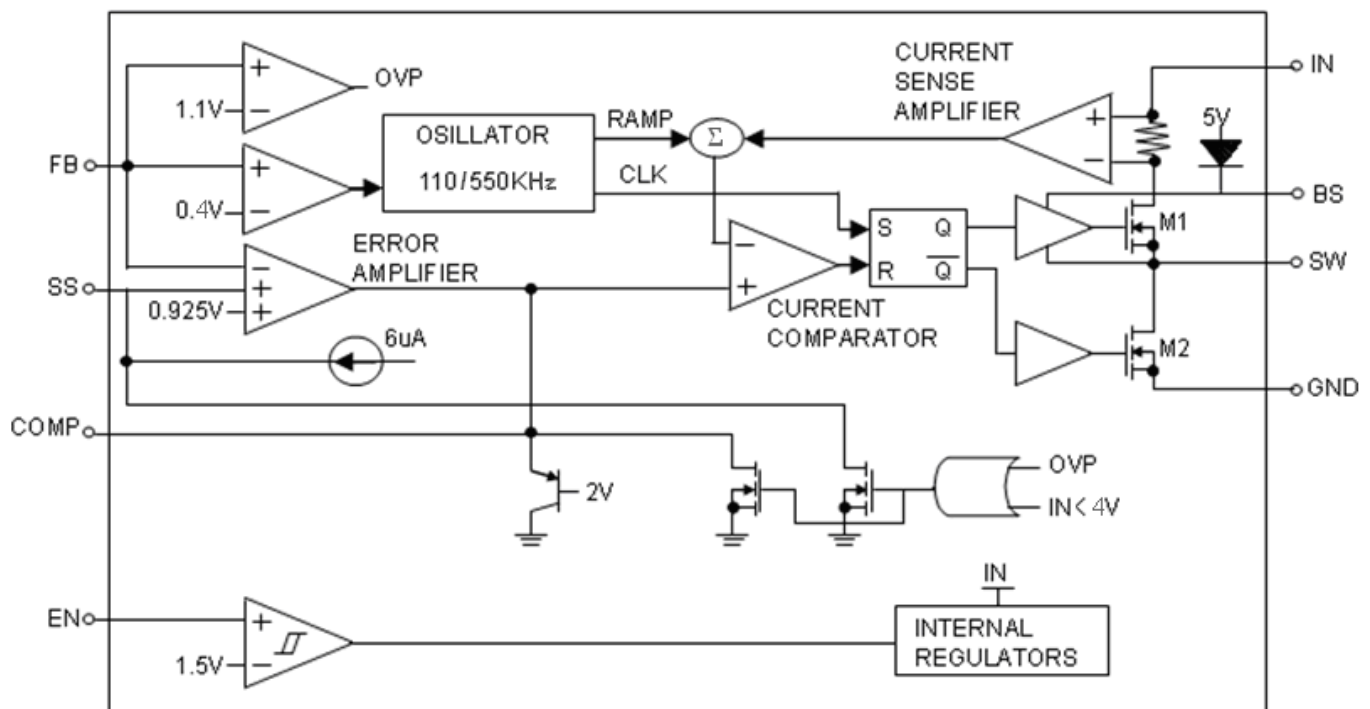 CURRENT
SENSE
AMPLIFIER
IN
+
OVP
1.1V
−
OSILLATOR
110/550KHz
RAMP
Σ
+
−
5V
FB
+
0.4V
−
CLK
BS
S Q
R Q
M1
SW
ERROR
AMPLIFIER
−
+
SS
−
+
0.925V
+
CURRENT
COMPARATOR
M2
6uA
GND
COMP
2V
OVP
IN<4V
EN
+
1.5V
−
IN
INTERNAL
REGULATORS